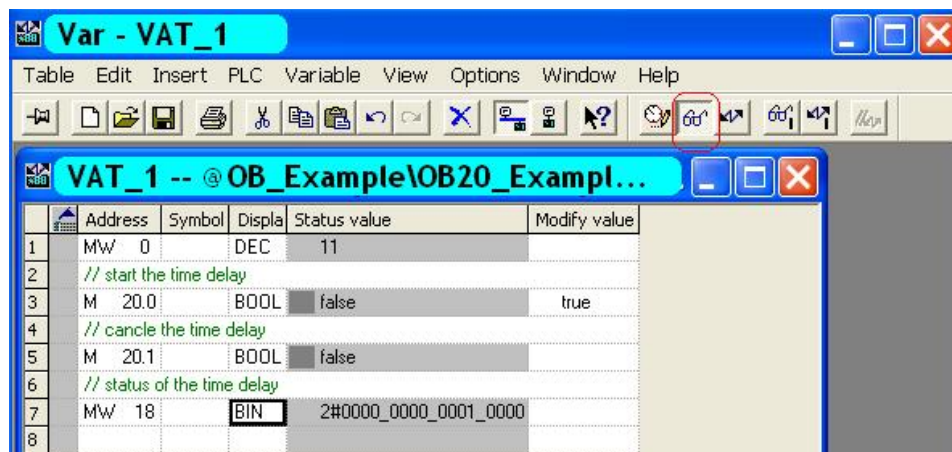 Var - VAT_1
Table Edit Insert PLC Variable View Options Window Help
VAT_1 -- @OB_Example\OB20_Exampl...
Address Symbol Displa Status value Modify value
1 MW 0 DEC 11
2 // start the time delay
3 M 20.0 BOOL false true
4 // cancle the time delay
5 M 20.1 BOOL false
6 // status of the time delay
7 MW 18 BIN 2#0000_0000_0001_0000
8